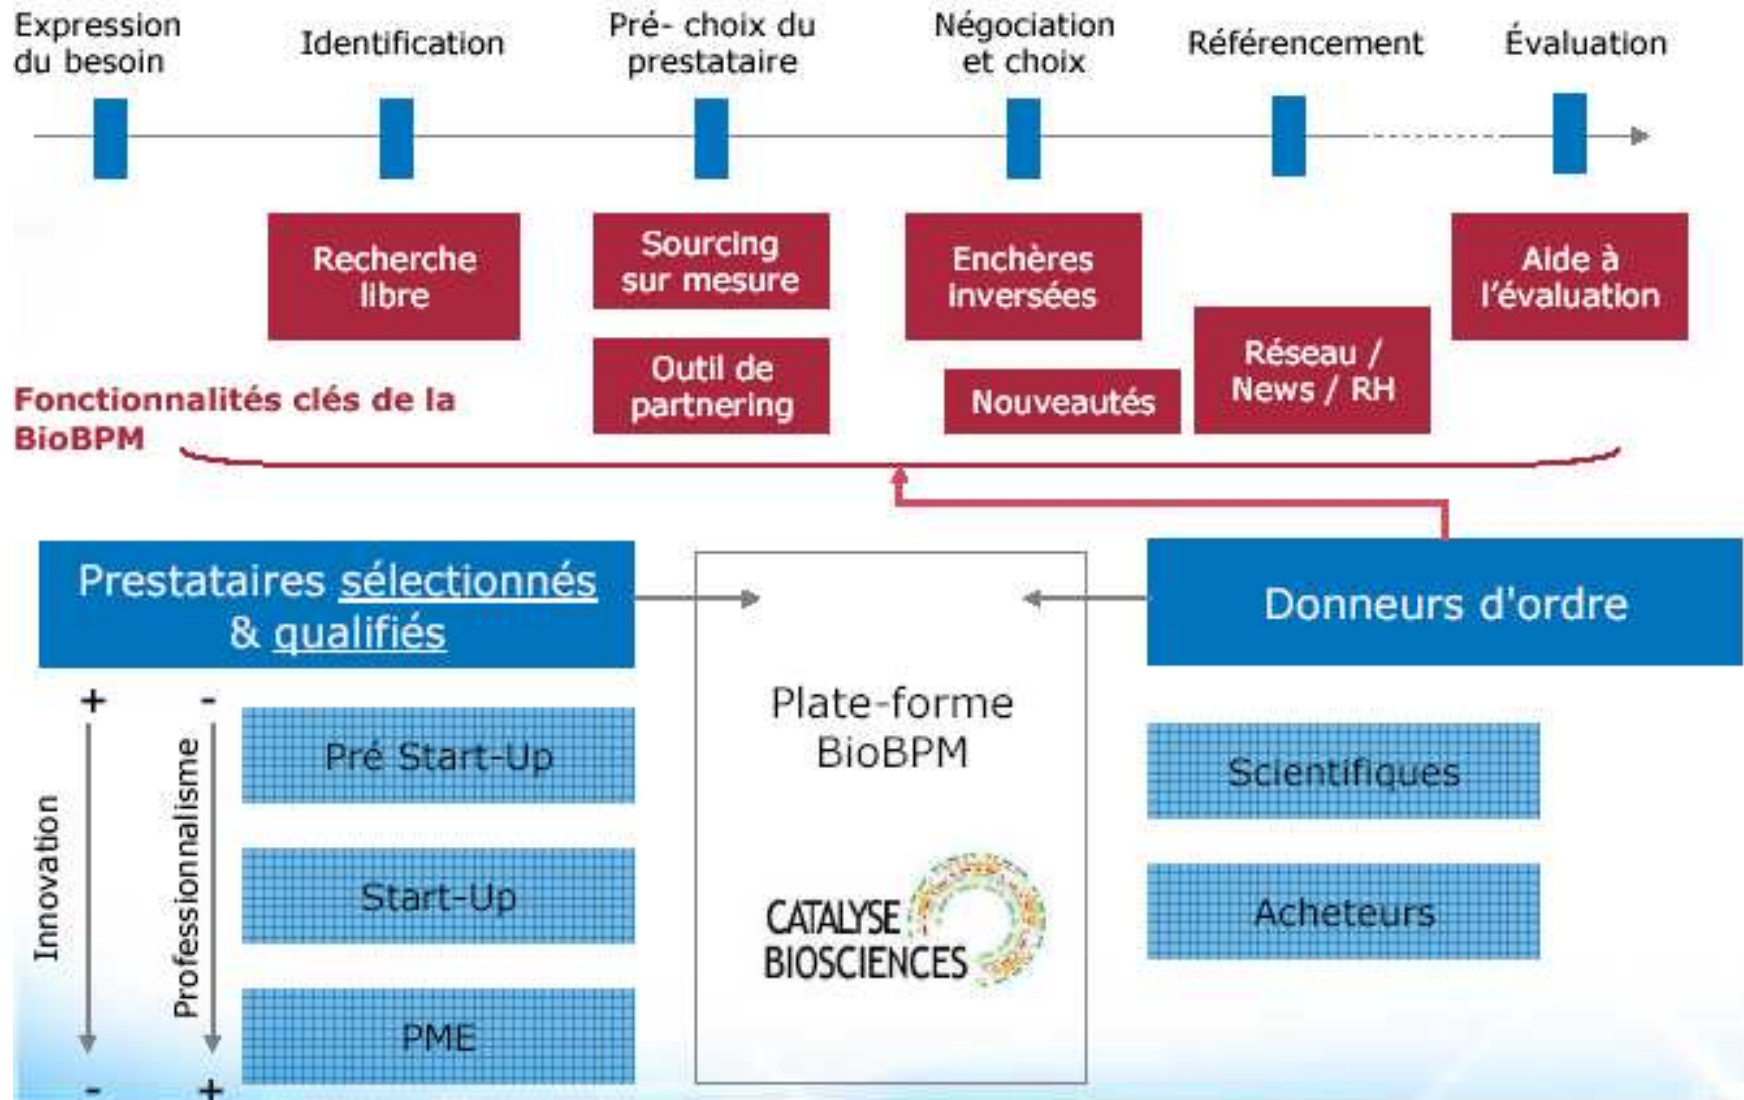 Expression
du besoin
Identification
Pré- choix du
prestataire
Négociation
et choix
Référencement
Évaluation
Recherche
libre
Sourcing
sur mesure
Outil de
partnering
Enchères
inversées
Nouveautés
Réseau /
News / RH
Aide à
l'évaluation
Fonctionnalités clés de la
BioBPM
Prestataires sélectionnés
& qualifiés
Donneurs d'ordre
+
-
Innovation
Professionnalisme
-
+
Pré Start-Up
Start-Up
PME
Plate-forme
BioBPM
CATALYSE
BIOSCIENCES
Scientifiques
Acheteurs